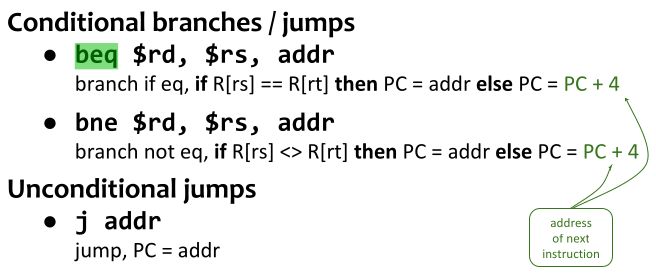 Conditional branches / jumps
● beq $rd, $rs, addr
branch if eq, if R[rs] == R[rt] then PC = addr else PC = PC + 4
● bne $rd, $rs, addr
branch not eq, if R[rs] <> R[rt] then PC = addr else PC = PC + 4
Unconditional jumps
● j addr
jump, PC = addr
address
of next
instruction